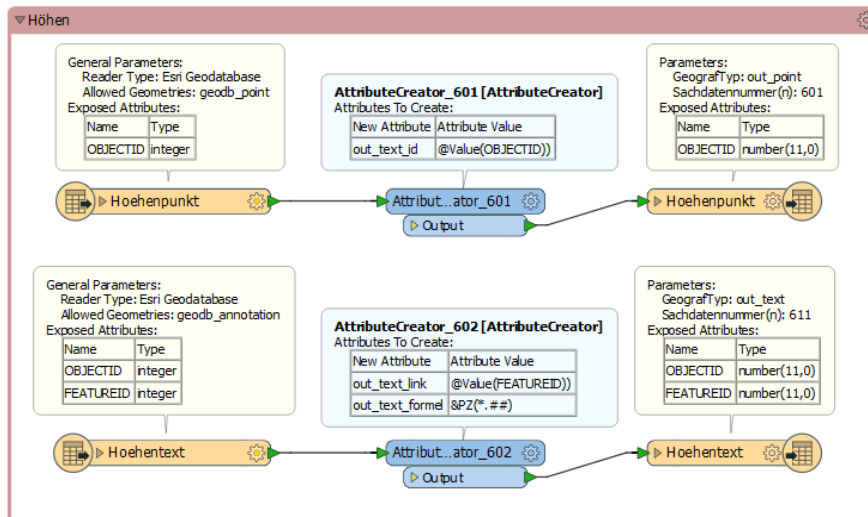 Höhen
General Parameters:
Reader Type: Esri Geodatabase
Allowed Geometries: geodb_point
Exposed Attributes:
Name Type
OBJECTID integer
AttributeCreator_601 [AttributeCreator]
Attributes To Create:
New Attribute Attribute Value
out_text_id @Value(OBJECTID))
Parameters:
GeografTyp: out_point
Sachdatennummer(n): 601
Exposed Attributes:
Name Type
OBJECTID number(11,0)
Hoehenpunkt
Attribut...ator_601
Output
Hoehenpunkt
General Parameters:
Reader Type: Esri Geodatabase
Allowed Geometries: geodb_annotation
Exposed Attributes:
Name Type
OBJECTID integer
FEATUREID integer
AttributeCreator_602 [AttributeCreator]
Attributes To Create:
New Attribute Attribute Value
out_text_link @Value(FEATUREID))
out_text_formel &PZ(*.##)
Parameters:
GeografTyp: out_text
Sachdatennummer(n): 611
Exposed Attributes:
Name Type
OBJECTID number(11,0)
FEATUREID number(11,0)
Hoehentext
Attribut...ator_602
Output
Hoehentext